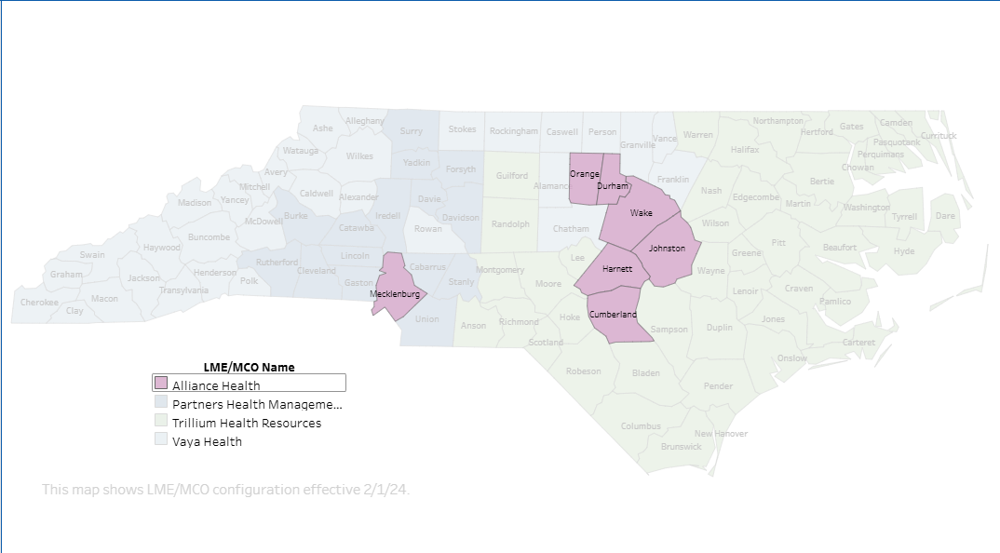 Alleghany
Ashe
Surry
Stokes
Rockingham
Caswell
Person
Granville
Vance
Warren
Northampton
Hertford
Gates
Camden
Currituck
Pasquotank
Perquimans
Chowan
Halifax
Bertie
Watauga
Wilkes
Yadkin
Forsyth
Guilford
Alamance
Orange
Durham
Franklin
Nash
Edgecombe
Martin
Washington
Tyrrell
Dare
Avery
Mitchell
Yancey
Madison
Caldwell
Alexander
Iredell
Davie
Davidson
Randolph
Chatham
Wake
Wilson
Pitt
Beaufort
Hyde
McDowell
Burke
Catawba
Rowan
Buncombe
Haywood
Swain
Graham
Jackson
Cherokee
Clay
Macon
Transylvania
Henderson
Polk
Rutherford
Cleveland
Lincoln
Gaston
Mecklenburg
Cabarrus
Stanly
Union
Anson
Montgomery
Richmond
Moore
Lee
Harnett
Johnston
Wayne
Greene
Lenoir
Craven
Pamlico
Jones
Carteret
Onslow
Duplin
Sampson
Cumberland
Hoke
Scotland
Robeson
Bladen
Pender
Columbus
New Hanover
Brunswick
LME/MCO Name
Alliance Health
Partners Health Manageme...
Trillium Health Resources
Vaya Health
This map shows LME/MCO configuration effective 2/1/24.